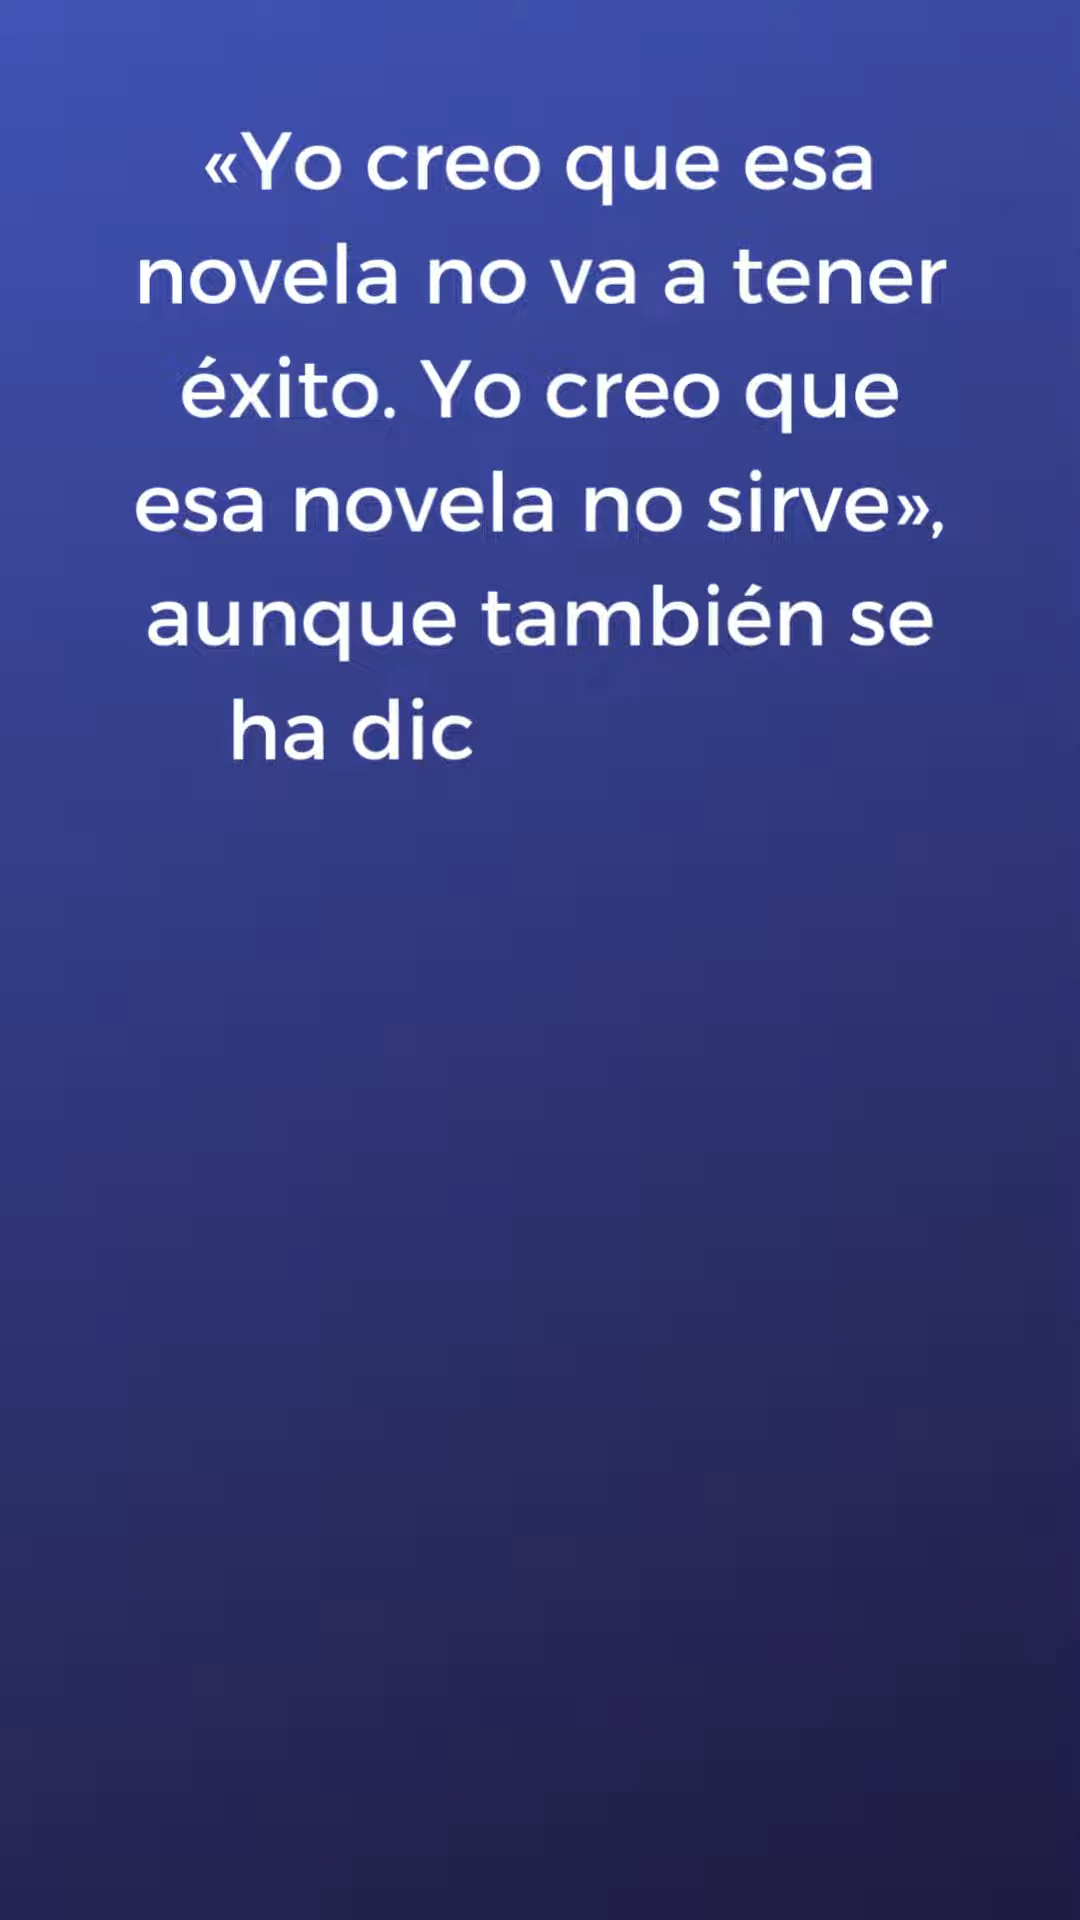 «Yo creo que esa
novela no va a tener
éxito. Yo creo que
esa novela no sirve»,
aunque también se
ha dic